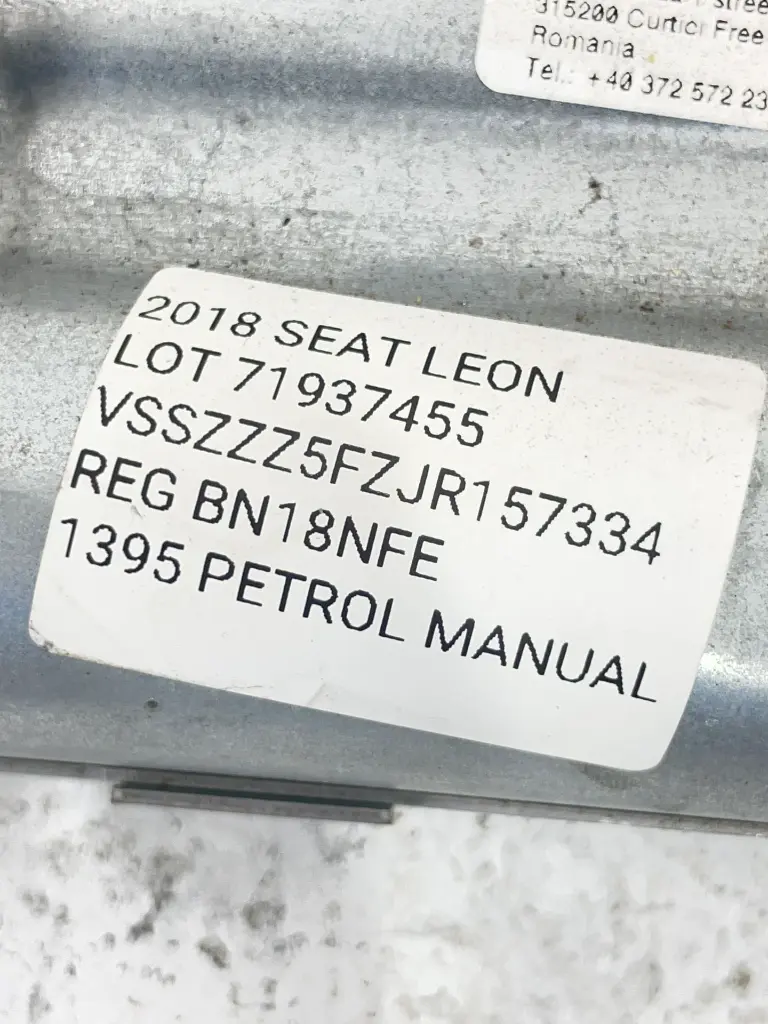 315200 Curtici Free
Romania
Tel.: +40 372 572 23
2018 SEAT LEON
LOT 71937455
VSSZZZ5FZJR157334
REG BN18NFE
1395 PETROL MANUAL